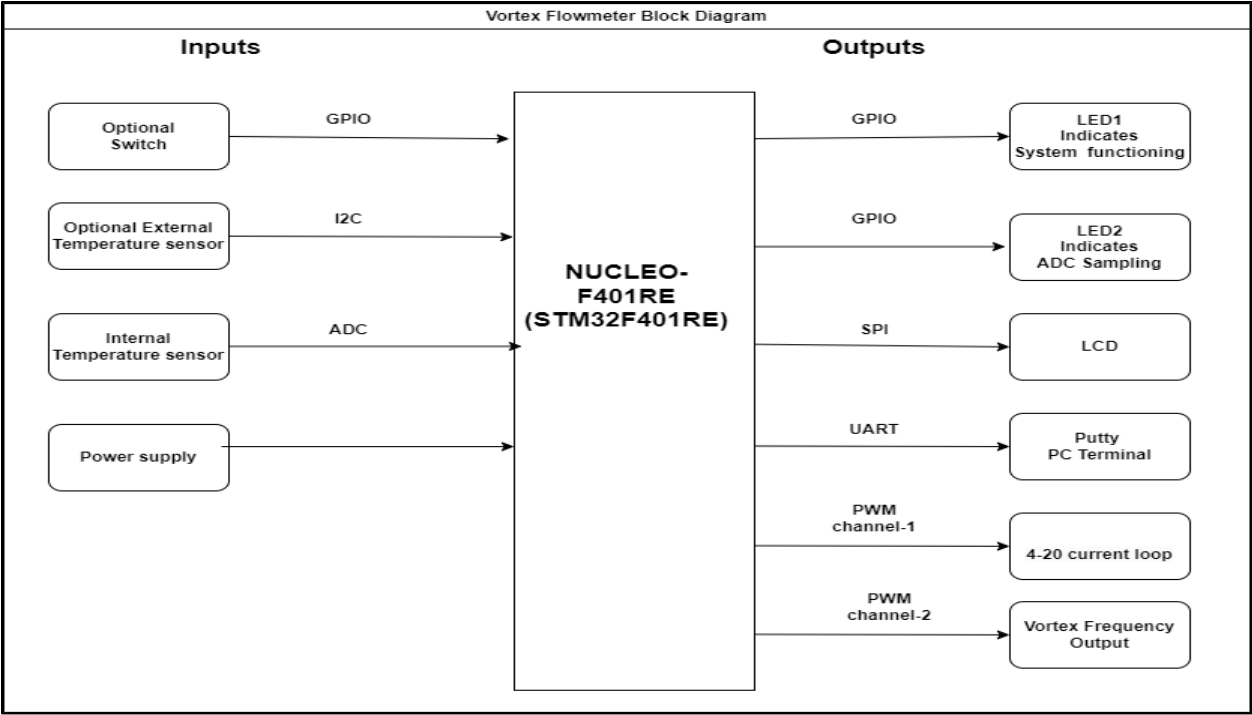 Vortex Flowmeter Block Diagram
Inputs
Outputs
Optional
Switch
GPIO
Optional External
Temperature sensor
I2C
Internal
Temperature sensor
ADC
Power supply
NUCLEO-
F401RE
(STM32F401RE)
GPIO
LED1
Indicates
System functioning
GPIO
LED2
Indicates
ADC Sampling
SPI
LCD
UART
Putty
PC Terminal
PWM
channel-1
4-20 current loop
PWM
channel-2
Vortex Frequency
Output